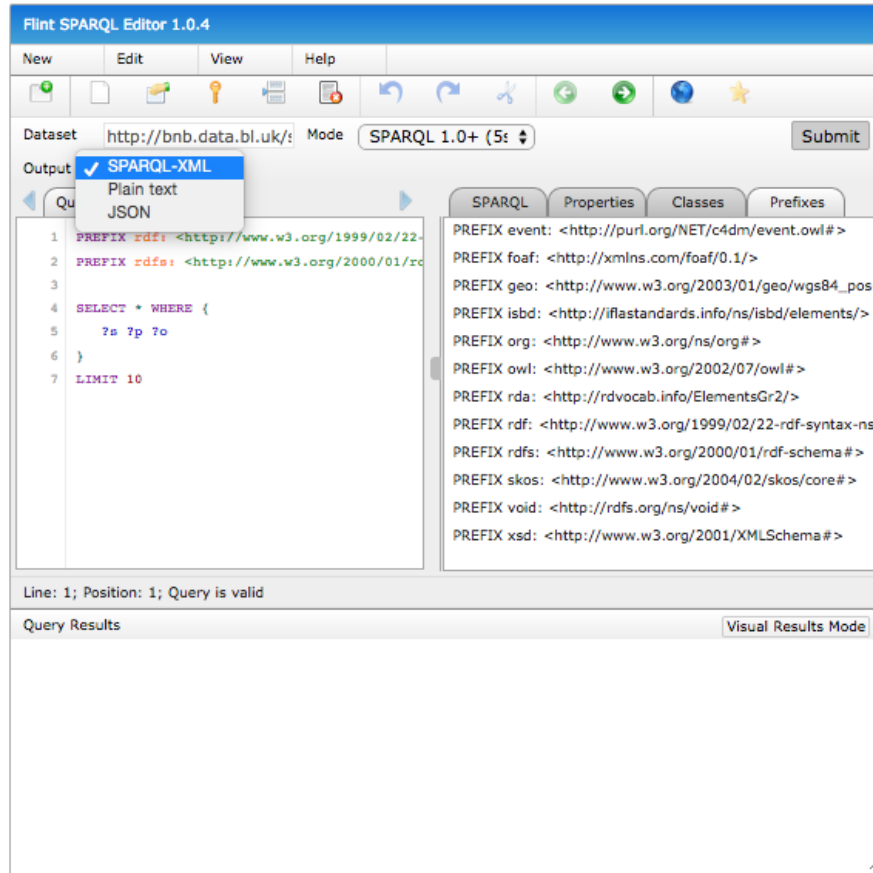 Flint SPARQL Editor 1.0.4
New Edit View Help
Dataset http://bnb.data.bl.uk/s Mode SPARQL 1.0+ (5s Submit
Output ✓ SPARQL-XML
Plain text
JSON
Qu
SPARQL Properties Classes Prefixes
1 PREFIX rdf: <http://www.w3.org/1999/02/22-
2 PREFIX rdfs: <http://www.w3.org/2000/01/rd
3
4 SELECT * WHERE {
5 ?s ?p ?o
6 }
7 LIMIT 10
PREFIX event: <http://purl.org/NET/c4dm/event.owl#>
PREFIX foaf: <http://xmlns.com/foaf/0.1/>
PREFIX geo: <http://www.w3.org/2003/01/geo/wgs84_pos
PREFIX isbd: <http://iflastandards.info/ns/isbd/elements/>
PREFIX org: <http://www.w3.org/ns/org#>
PREFIX owl: <http://www.w3.org/2002/07/owl#>
PREFIX rda: <http://rdvocab.info/ElementsGr2/>
PREFIX rdf: <http://www.w3.org/1999/02/22-rdf-syntax-ns
PREFIX rdfs: <http://www.w3.org/2000/01/rdf-schema#>
PREFIX skos: <http://www.w3.org/2004/02/skos/core#>
PREFIX void: <http://rdfs.org/ns/void#>
PREFIX xsd: <http://www.w3.org/2001/XMLSchema#>
Line: 1; Position: 1; Query is valid
Query Results Visual Results Mode